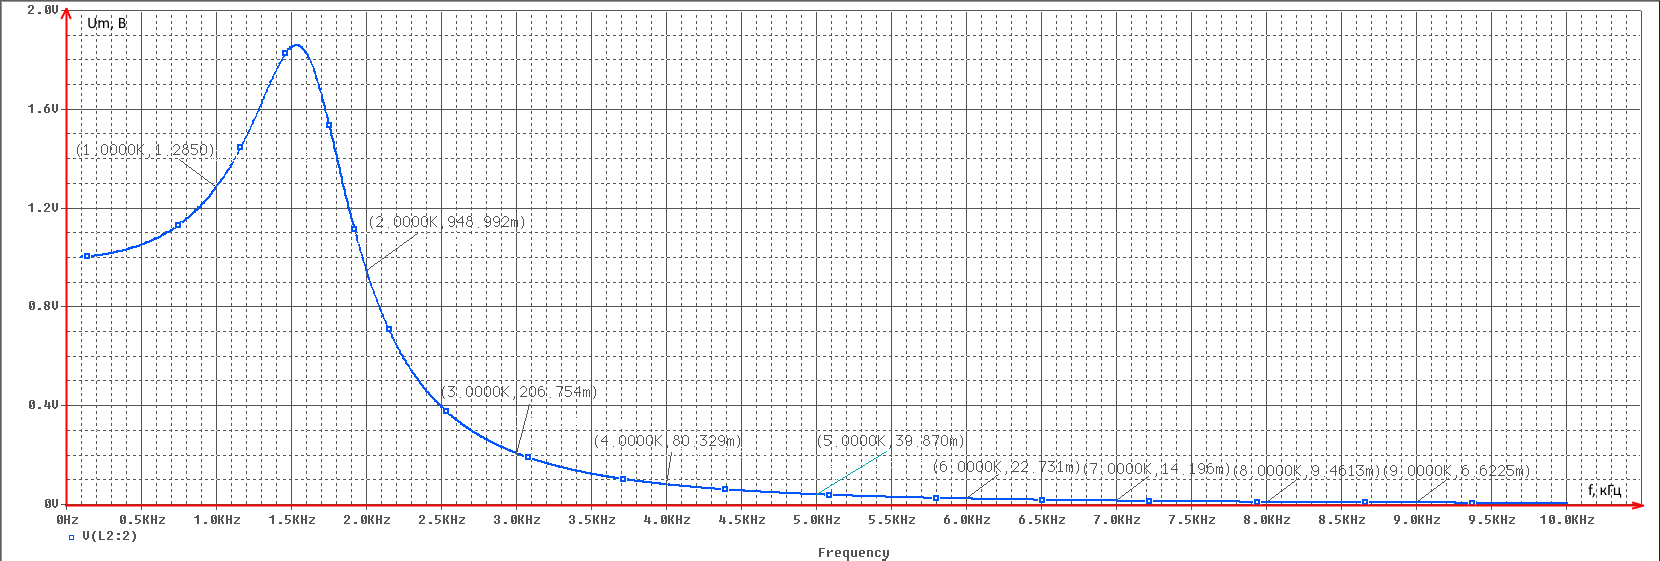 2.0V
Um, В
1.6V
(1.0000K,1.2850)
1.2V
(2.0000K,948.992m)
0.8V
(3.0000K,206.754m)
0.4V
(4.0000K,80.329m)
(5.0000K,39.870m)
(6.0000K,22.731m)
(7.0000K,14.196m)
(8.0000K,9.4613m)
(9.0000K,6.6225m)
f, кГц
0V
0Hz 0.5KHz 1.0KHz 1.5KHz 2.0KHz 2.5KHz 3.0KHz 3.5KHz 4.0KHz 4.5KHz 5.0KHz 5.5KHz 6.0KHz 6.5KHz 7.0KHz 7.5KHz 8.0KHz 8.5KHz 9.0KHz 9.5KHz 10.0KHz
V(L2:2)
Frequency